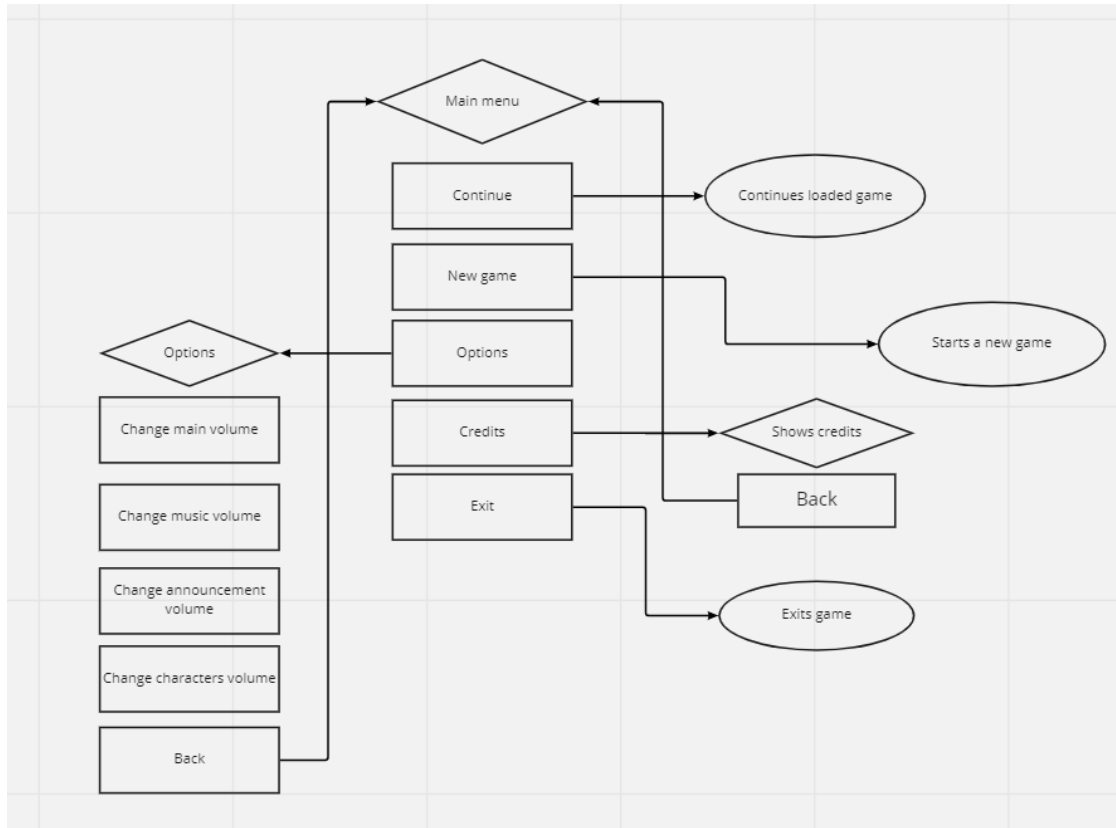 Main menu
Continue
Continues loaded game
New game
Starts a new game
Options
Options
Change main volume
Credits
Shows credits
Exit
Back
Change music volume
Change announcement
volume
Exits game
Change characters volume
Back